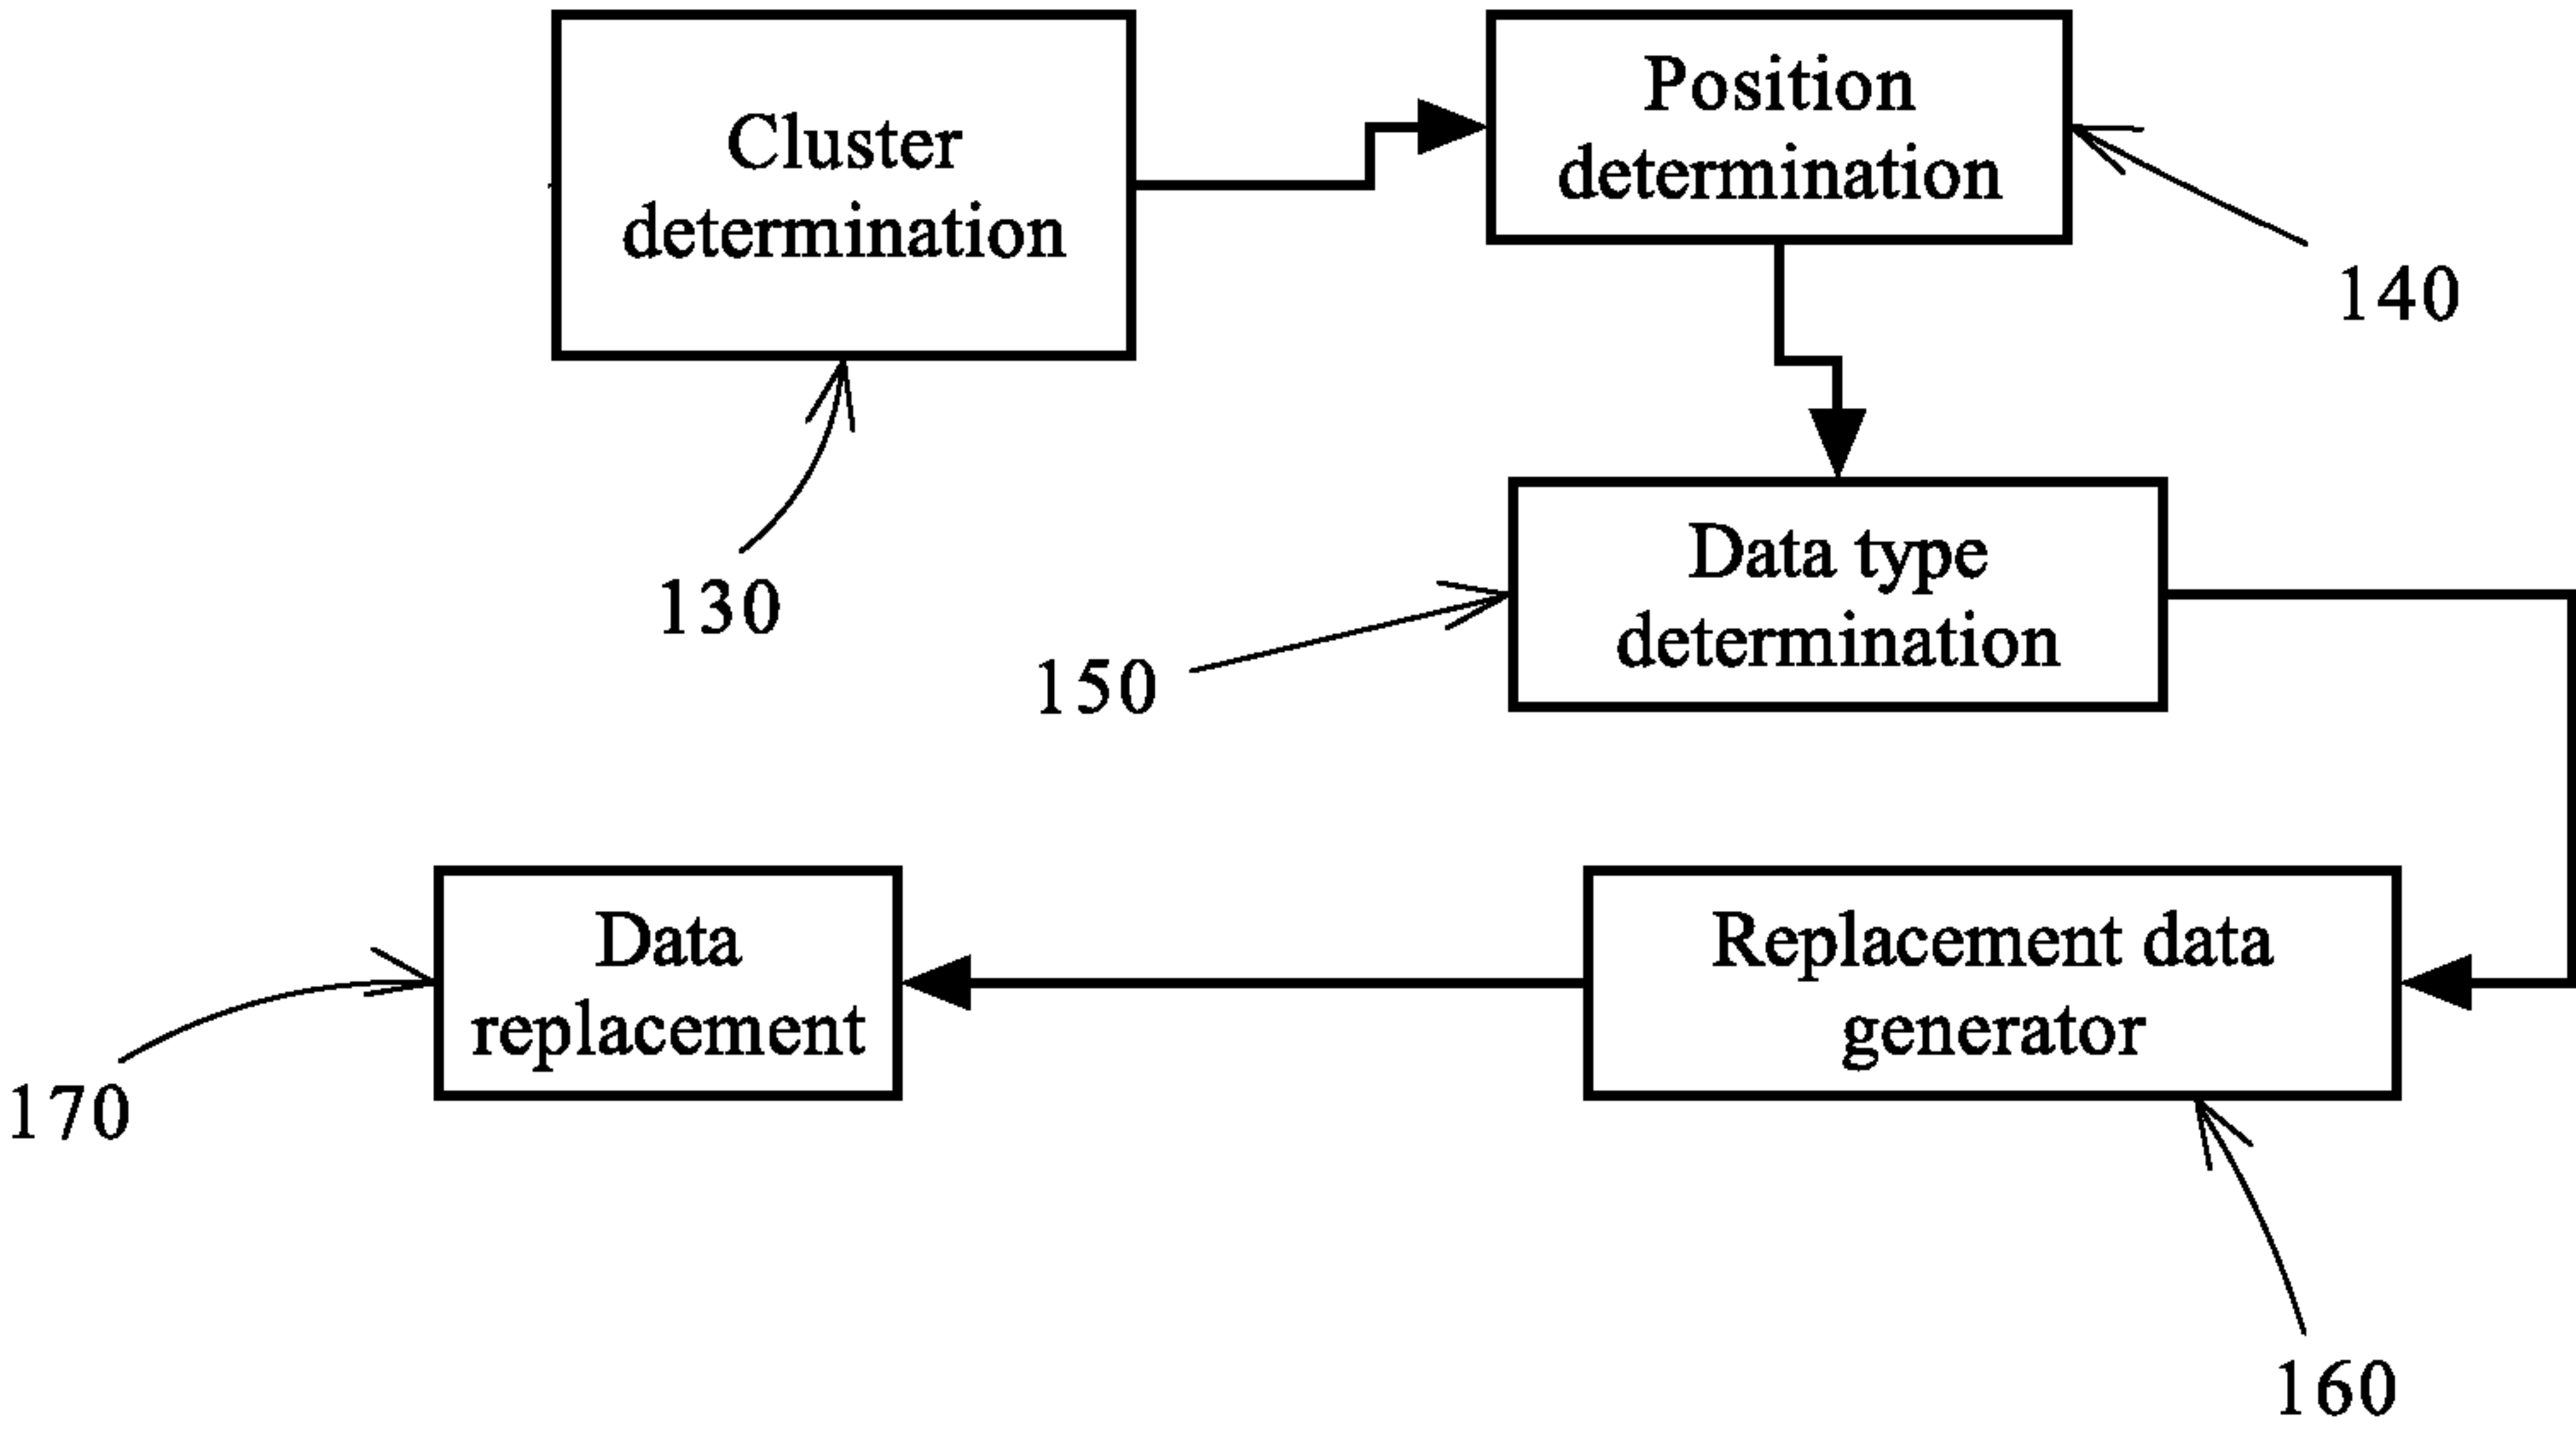 Cluster
determination
Position
determination
140
130
Data type
determination
150
Data
replacement
Replacement data
generator
170
160